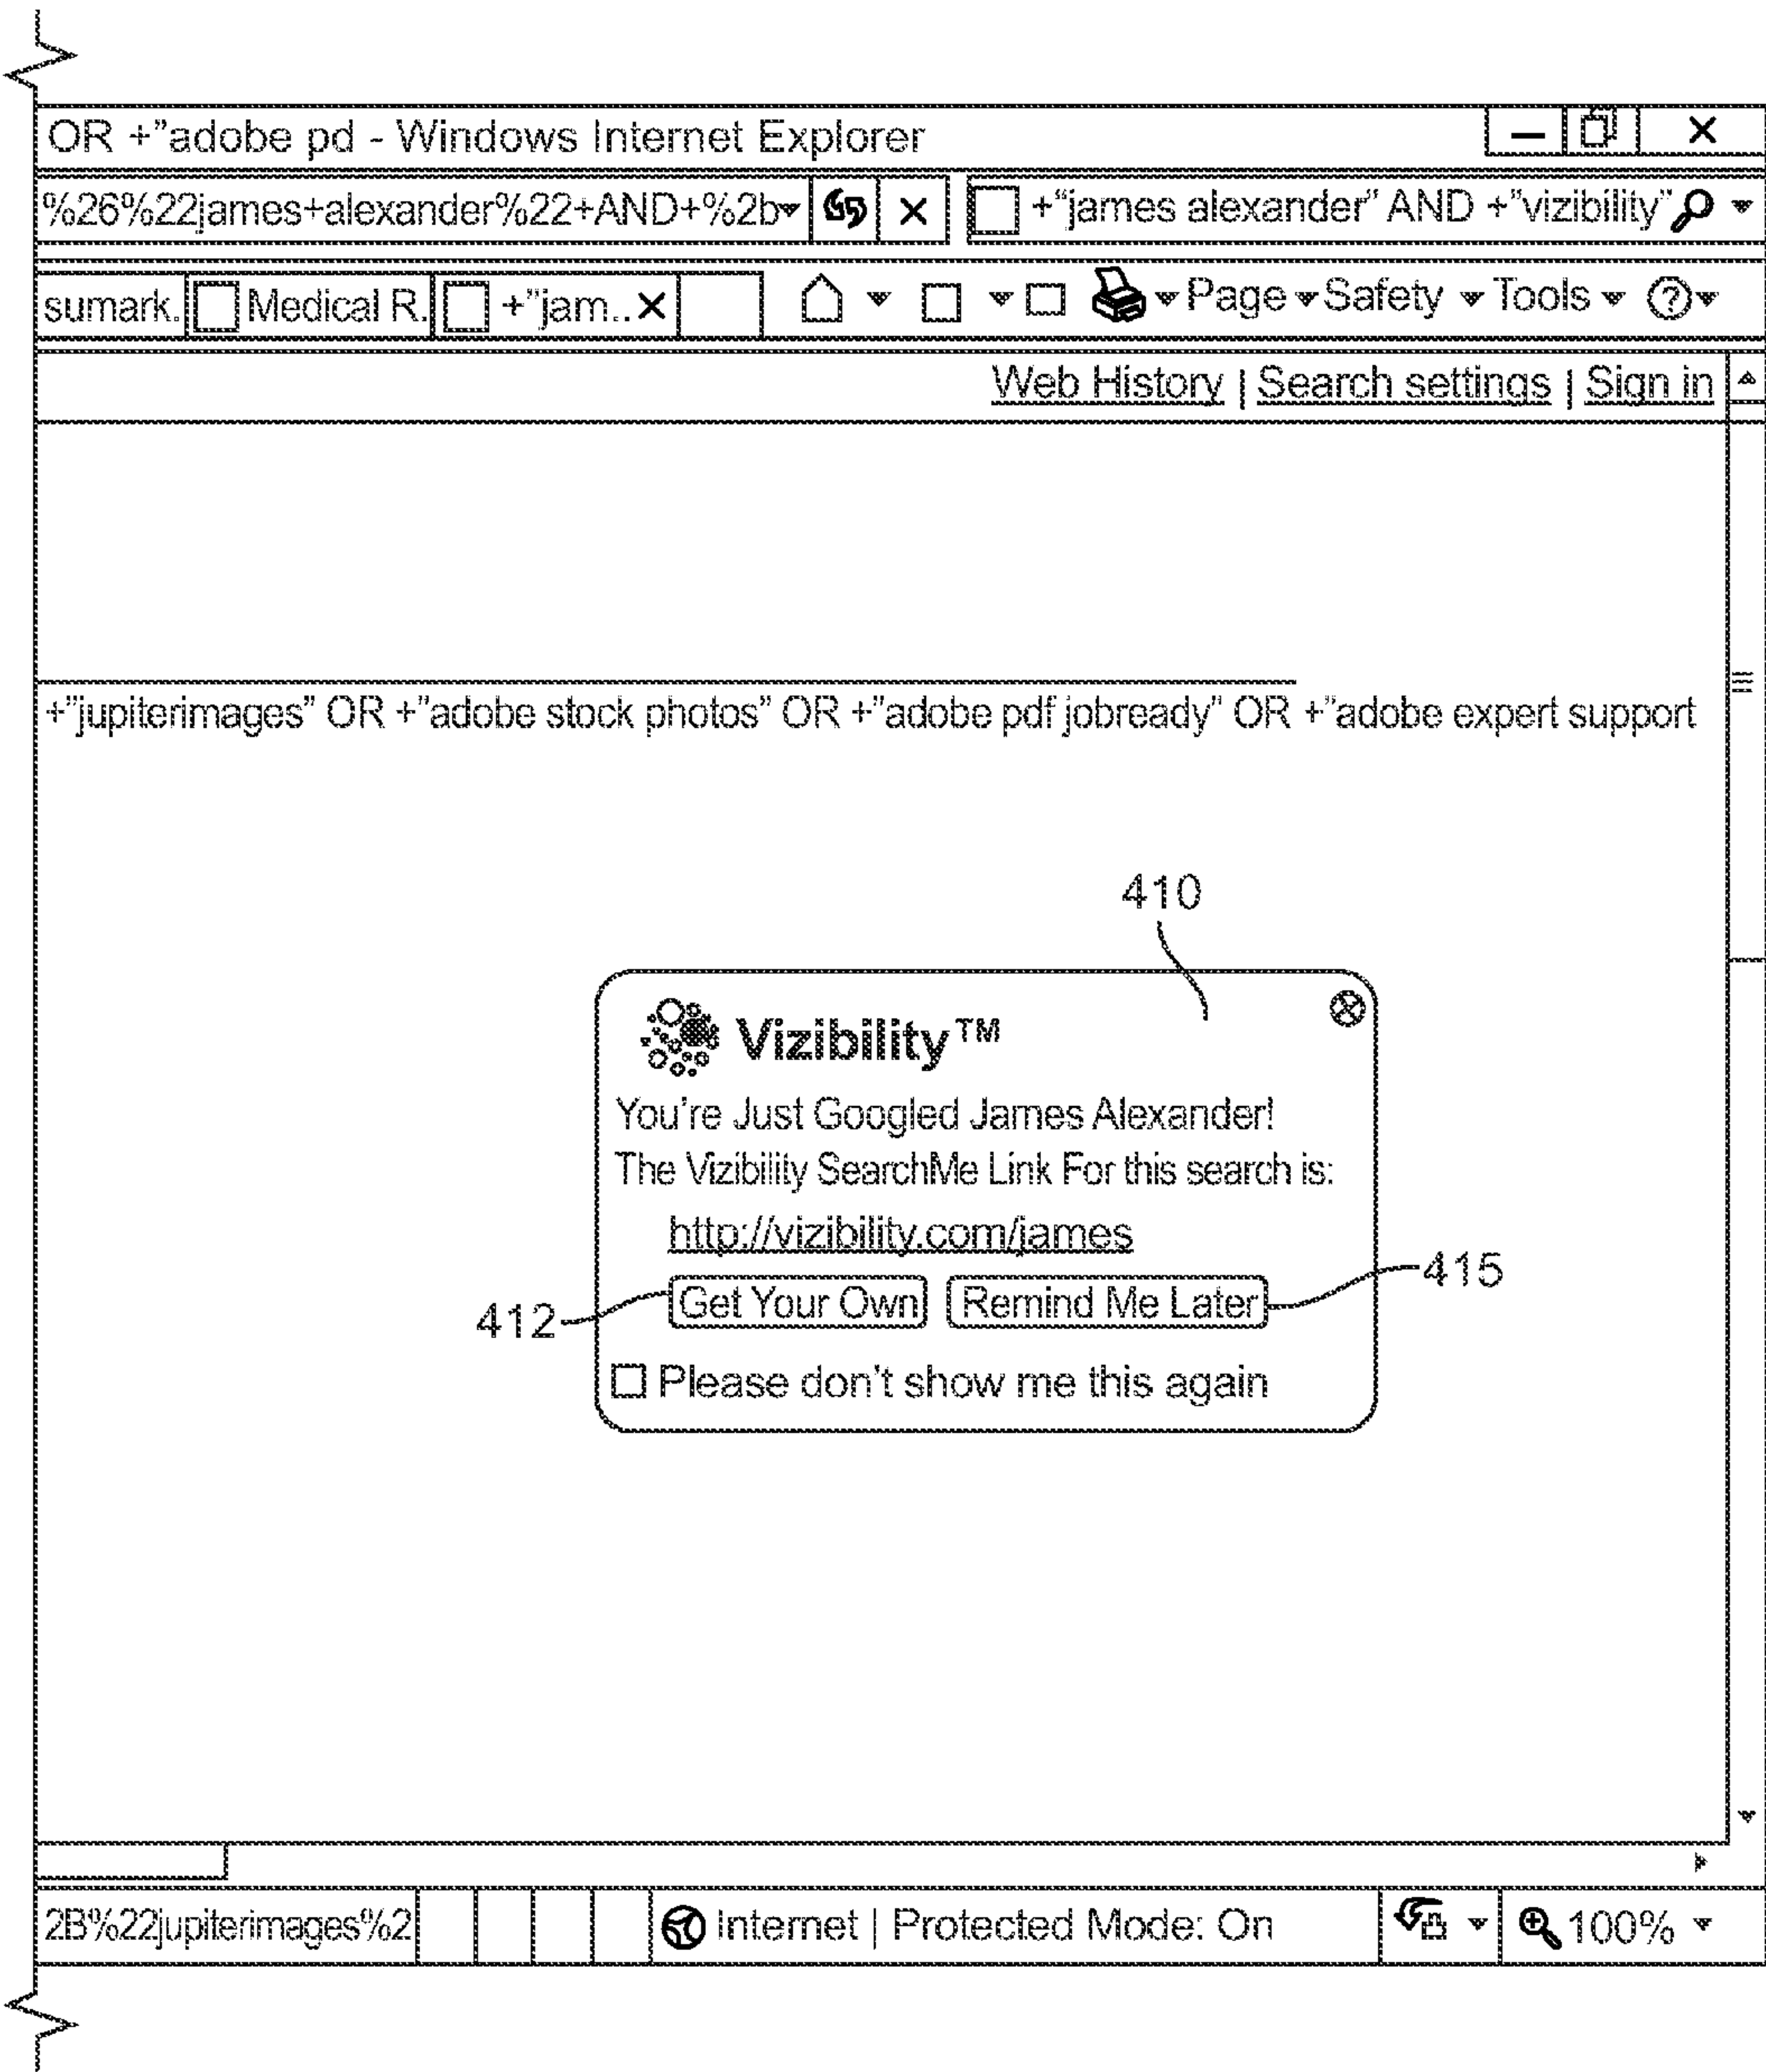 OR +”adobe pd - Windows Internet Explorer
%26%22james+alexander%22+AND+%2b
+“james alexander” AND +”vizibility”
sumark. Medical R. +”jam.. Page Safety Tools ?
Web History | Search settings | Sign in
+”jupiterimages” OR +”adobe stock photos” OR +”adobe pdf jobready” OR +”adobe expert support
410
Vizibility™
You’re Just Googled James Alexander!
The Vizibility SearchMe Link For this search is:
http://vizibility.com/james
412 Get Your Own Remind Me Later 415
Please don’t show me this again
2B%22jupiterimages%2 Internet | Protected Mode: On 100%